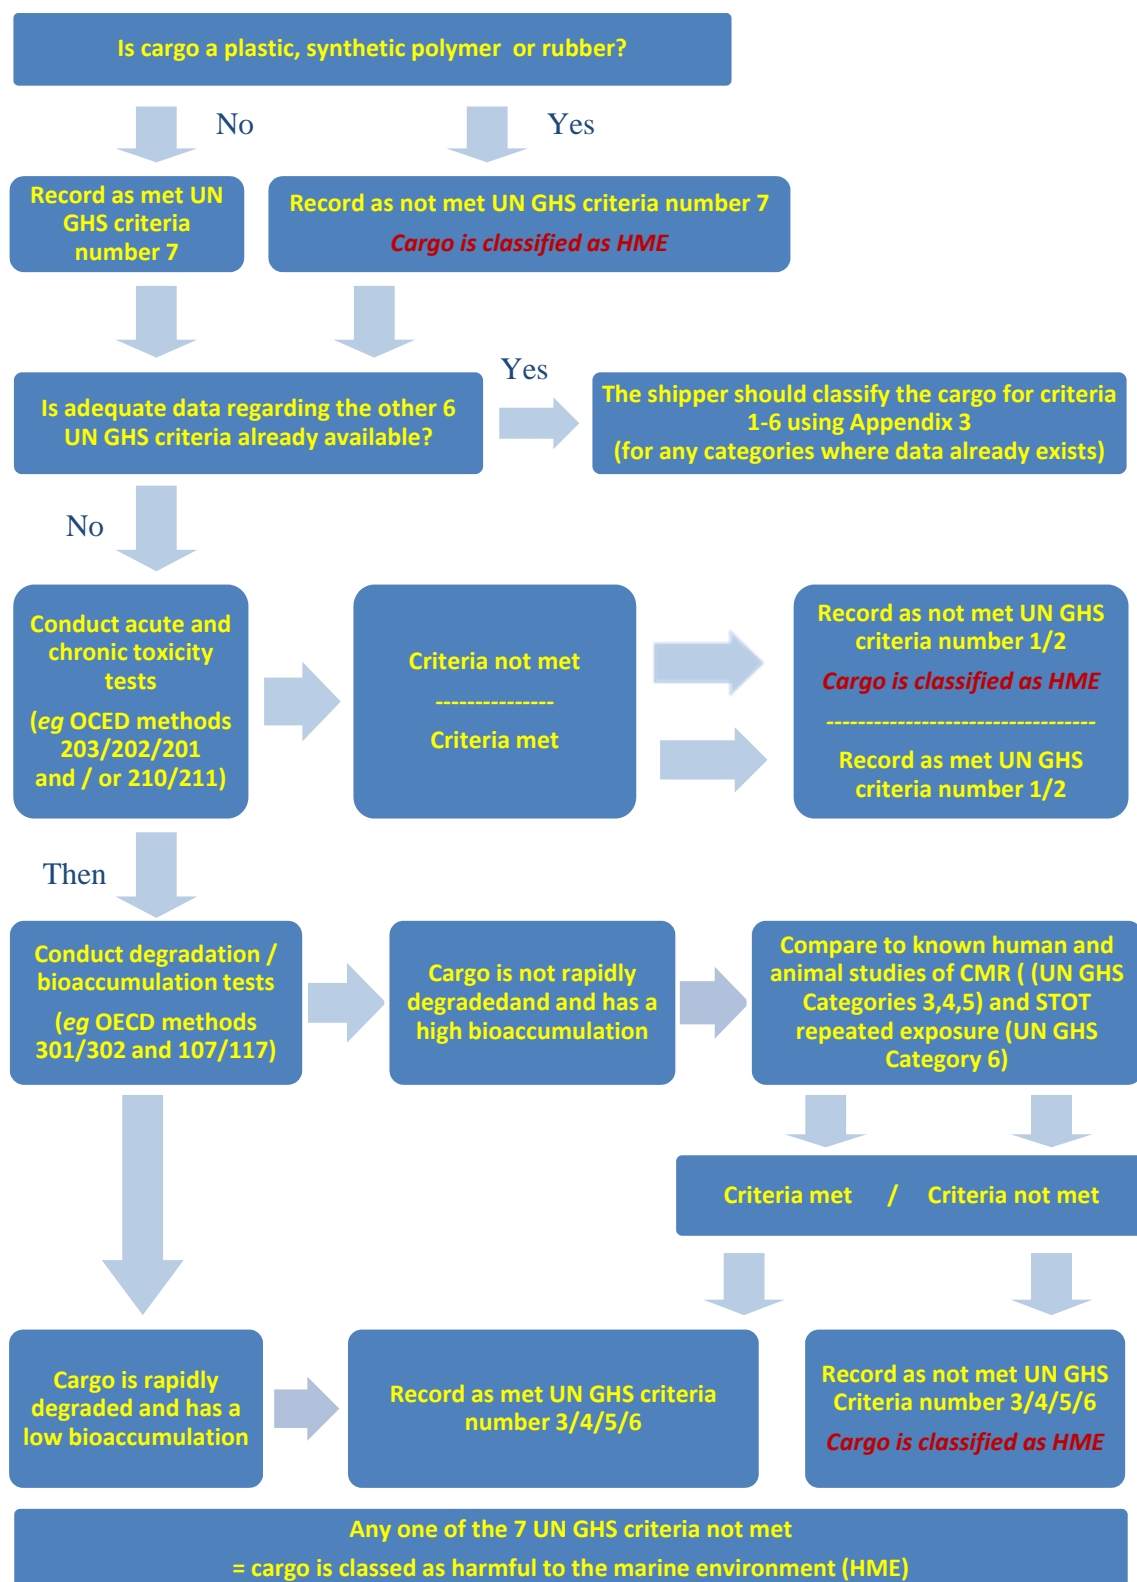 Is cargo a plastic, synthetic polymer or rubber?
No
Yes
Record as met UN
GHS criteria
number 7
Record as not met UN GHS criteria number 7
Cargo is classified as HME
Is adequate data regarding the other 6
UN GHS criteria already available?
Yes
The shipper should classify the cargo for criteria
1-6 using Appendix 3
(for any categories where data already exists)
No
Conduct acute and
chronic toxicity
tests
(eg OCED methods
203/202/201
and / or 210/211)
Criteria not met
---------------
Criteria met
Record as not met UN GHS
criteria number 1/2
Cargo is classified as HME
----------------------------------
Record as met UN GHS
criteria number 1/2
Then
Conduct degradation /
bioaccumulation tests
(eg OECD methods
301/302 and 107/117)
Cargo is not rapidly
degradedand and has a
high bioaccumulation
Compare to known human and
animal studies of CMR ( (UN GHS
Categories 3,4,5) and STOT
repeated exposure (UN GHS
Category 6)
Criteria met / Criteria not met
Cargo is rapidly
degraded and has a
low bioaccumulation
Record as met UN GHS criteria
number 3/4/5/6
Record as not met UN GHS
Criteria number 3/4/5/6
Cargo is classified as HME
Any one of the 7 UN GHS criteria not met
= cargo is classed as harmful to the marine environment (HME)